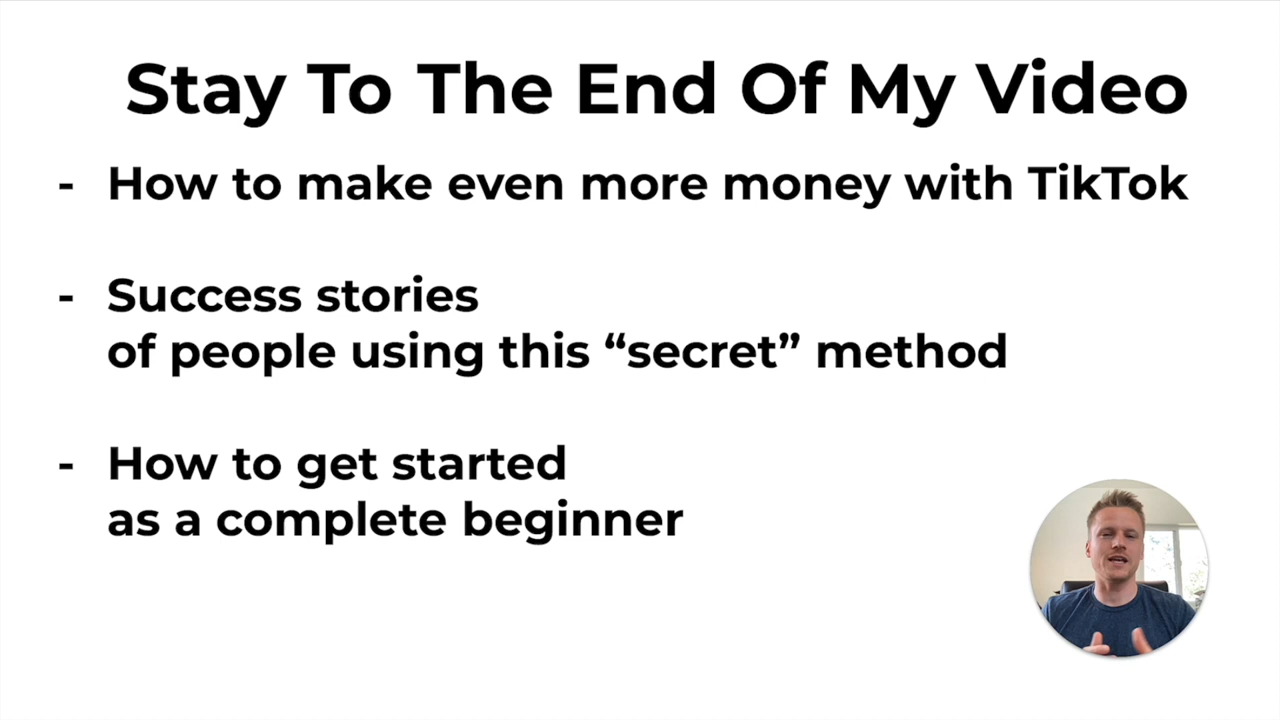 Stay To The End Of My Video
- How to make even more money with TikTok
- Success stories
of people using this “secret” method
- How to get started
as a complete beginner